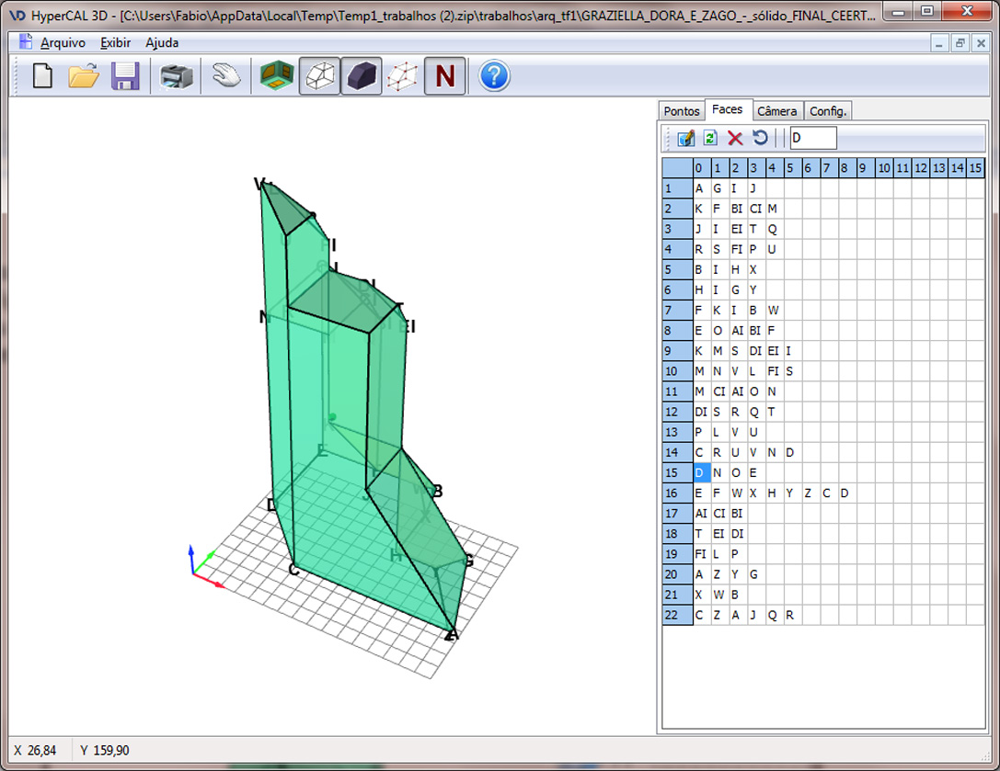 HyperCAL 3D - [C:\Users\Fabio\AppData\Local\Temp\Temp1_trabalhos (2).zip\trabalhos\arq_tf1\GRAZIELLA_DORA_E_ZAGO_-_sólido_FINAL_CEERT...
Arquivo Exibir Ajuda
N ?
Pontos Faces Câmera Config.
D
0 1 2 3 4 5 6 7 8 9 10 11 12 13 14 15
1 A G I J
2 K F BI CI M
3 J I EI T Q
4 R S FI P U
5 B I H X
6 H I G Y
7 F K I B W
8 E O AI BI F
9 K M S DI EI I
10 M N V L FI S
11 M CI AI O N
12 DI S R Q T
13 P L V U
14 C R U V N D
15 D N O E
16 E F W X H Y Z C D
17 AI CI BI
18 T EI DI
19 FI L P
20 A Z Y G
21 X W B
22 C Z A J Q R
V
FI
DI
T
N
EI
E
B
D
H
G
C
A
X 26,84 Y 159,90